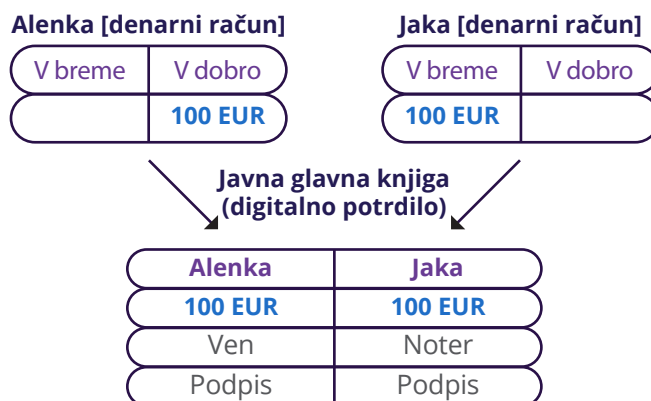 Alenka [denarni račun]
V breme V dobro
100 EUR
Jaka [denarni račun]
V breme V dobro
100 EUR
Javna glavna knjiga
(digitalno potrdilo)
Alenka Jaka
100 EUR 100 EUR
Ven Noter
Podpis Podpis